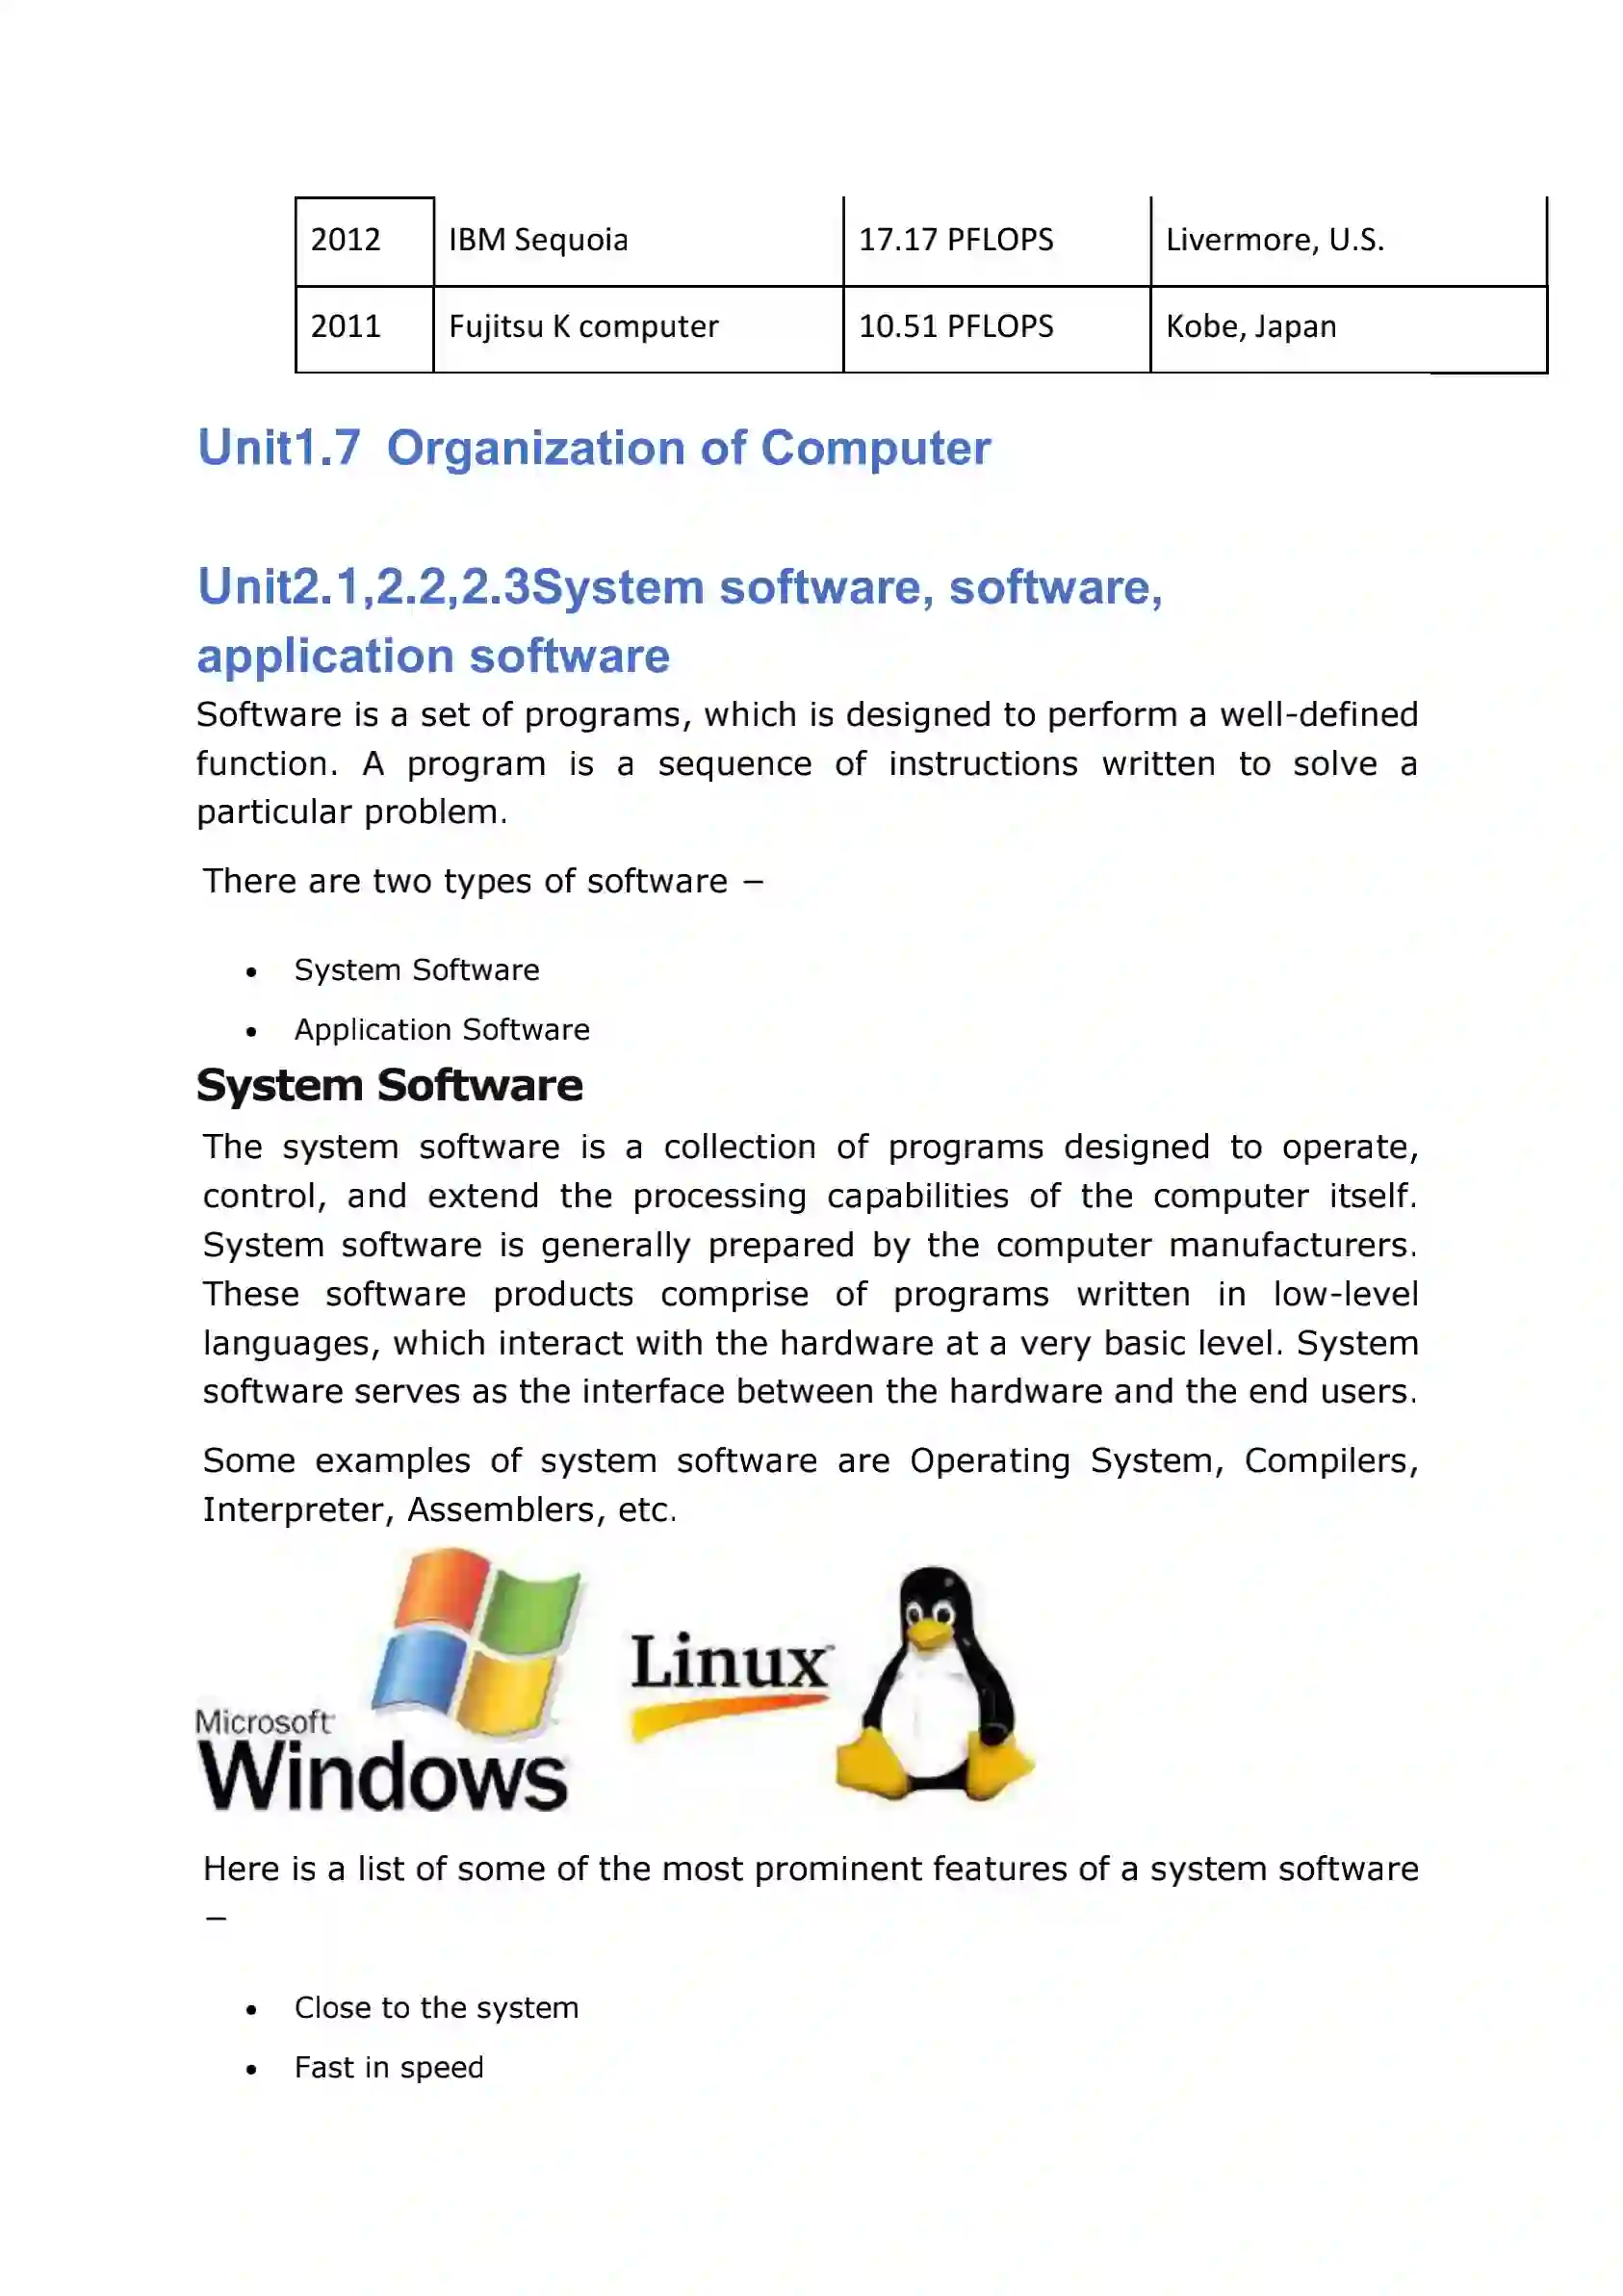 2012 IBM Sequoia 17.17 PFLOPS Livermore, U.S.
2011 Fujitsu K computer 10.51 PFLOPS Kobe, Japan
Unit1.7 Organization of Computer
Unit2.1,2.2,2.3System software, software,
application software
Software is a set of programs, which is designed to perform a well-defined
function. A program is a sequence of instructions written to solve a
particular problem.
There are two types of software –
• System Software
• Application Software
System Software
The system software is a collection of programs designed to operate,
control, and extend the processing capabilities of the computer itself.
System software is generally prepared by the computer manufacturers.
These software products comprise of programs written in low-level
languages, which interact with the hardware at a very basic level. System
software serves as the interface between the hardware and the end users.
Some examples of system software are Operating System, Compilers,
Interpreter, Assemblers, etc.
Microsoft
Windows
Linux
Here is a list of some of the most prominent features of a system software
–
• Close to the system
• Fast in speed